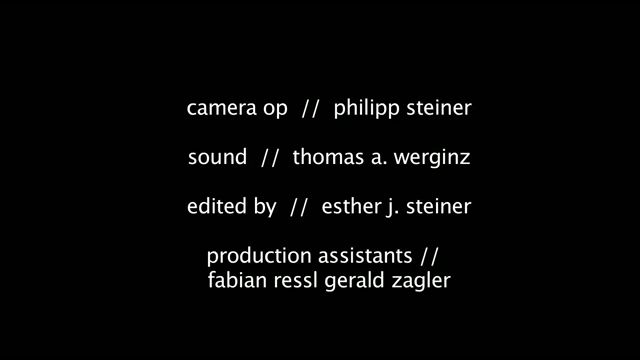 camera op // philipp steiner
sound // thomas a. werginz
edited by // esther j. steiner
production assistants //
fabian ressl gerald zagler